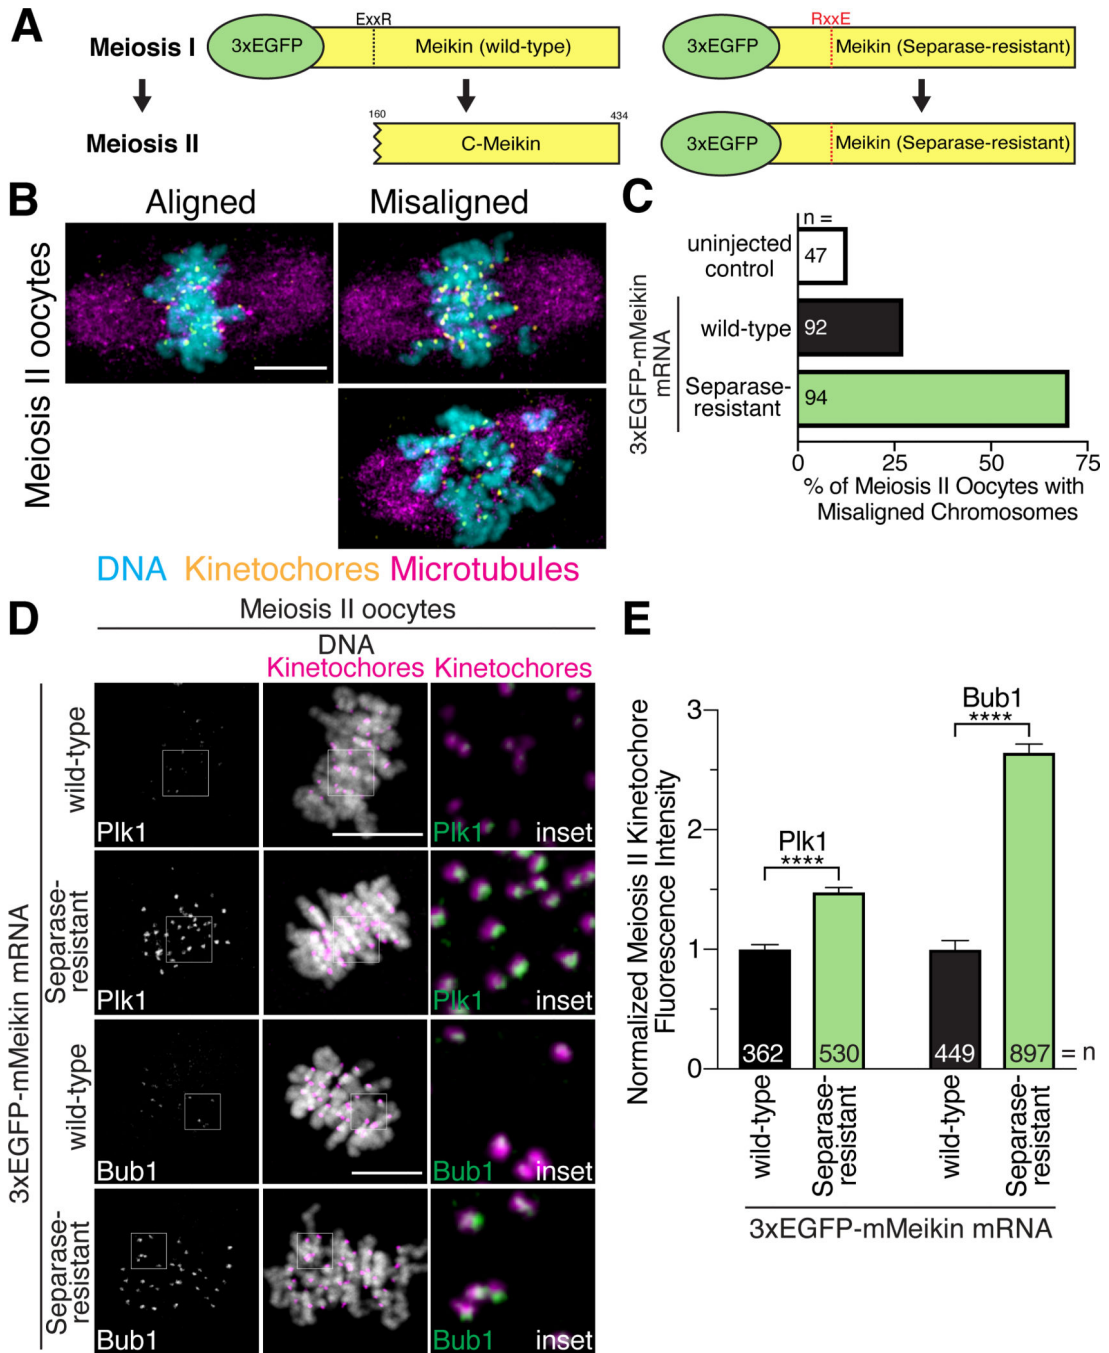 A
Meiosis I
3xEGFP
ExxR
Meikin (wild-type)
3xEGFP
RxxE
Meikin (Separase-resistant)
Meiosis II
160
434
C-Meikin
3xEGFP
Meikin (Separase-resistant)
B
Aligned
Misaligned
Meiosis II oocytes
DNA Kinetochores Microtubules
C
n =
uninjected
control
47
wild-type
92
Separase-
resistant
94
3xEGFP-mMeikin
mRNA
0
25
50
75
% of Meiosis II Oocytes with
Misaligned Chromosomes
D
Meiosis II oocytes
DNA
Kinetochores
Kinetochores
3xEGFP-mMeikin mRNA
wild-type
Plk1
Plk1
inset
Separase-
resistant
Plk1
Plk1
inset
wild-type
Bub1
Bub1
inset
Separase-
resistant
Bub1
Bub1
inset
E
Normalized Meiosis II Kinetochore
Fluorescence Intensity
3
2
1
0
Plk1
****
Bub1
****
362
530
449
897
= n
wild-type
Separase-
resistant
wild-type
Separase-
resistant
3xEGFP-mMeikin mRNA